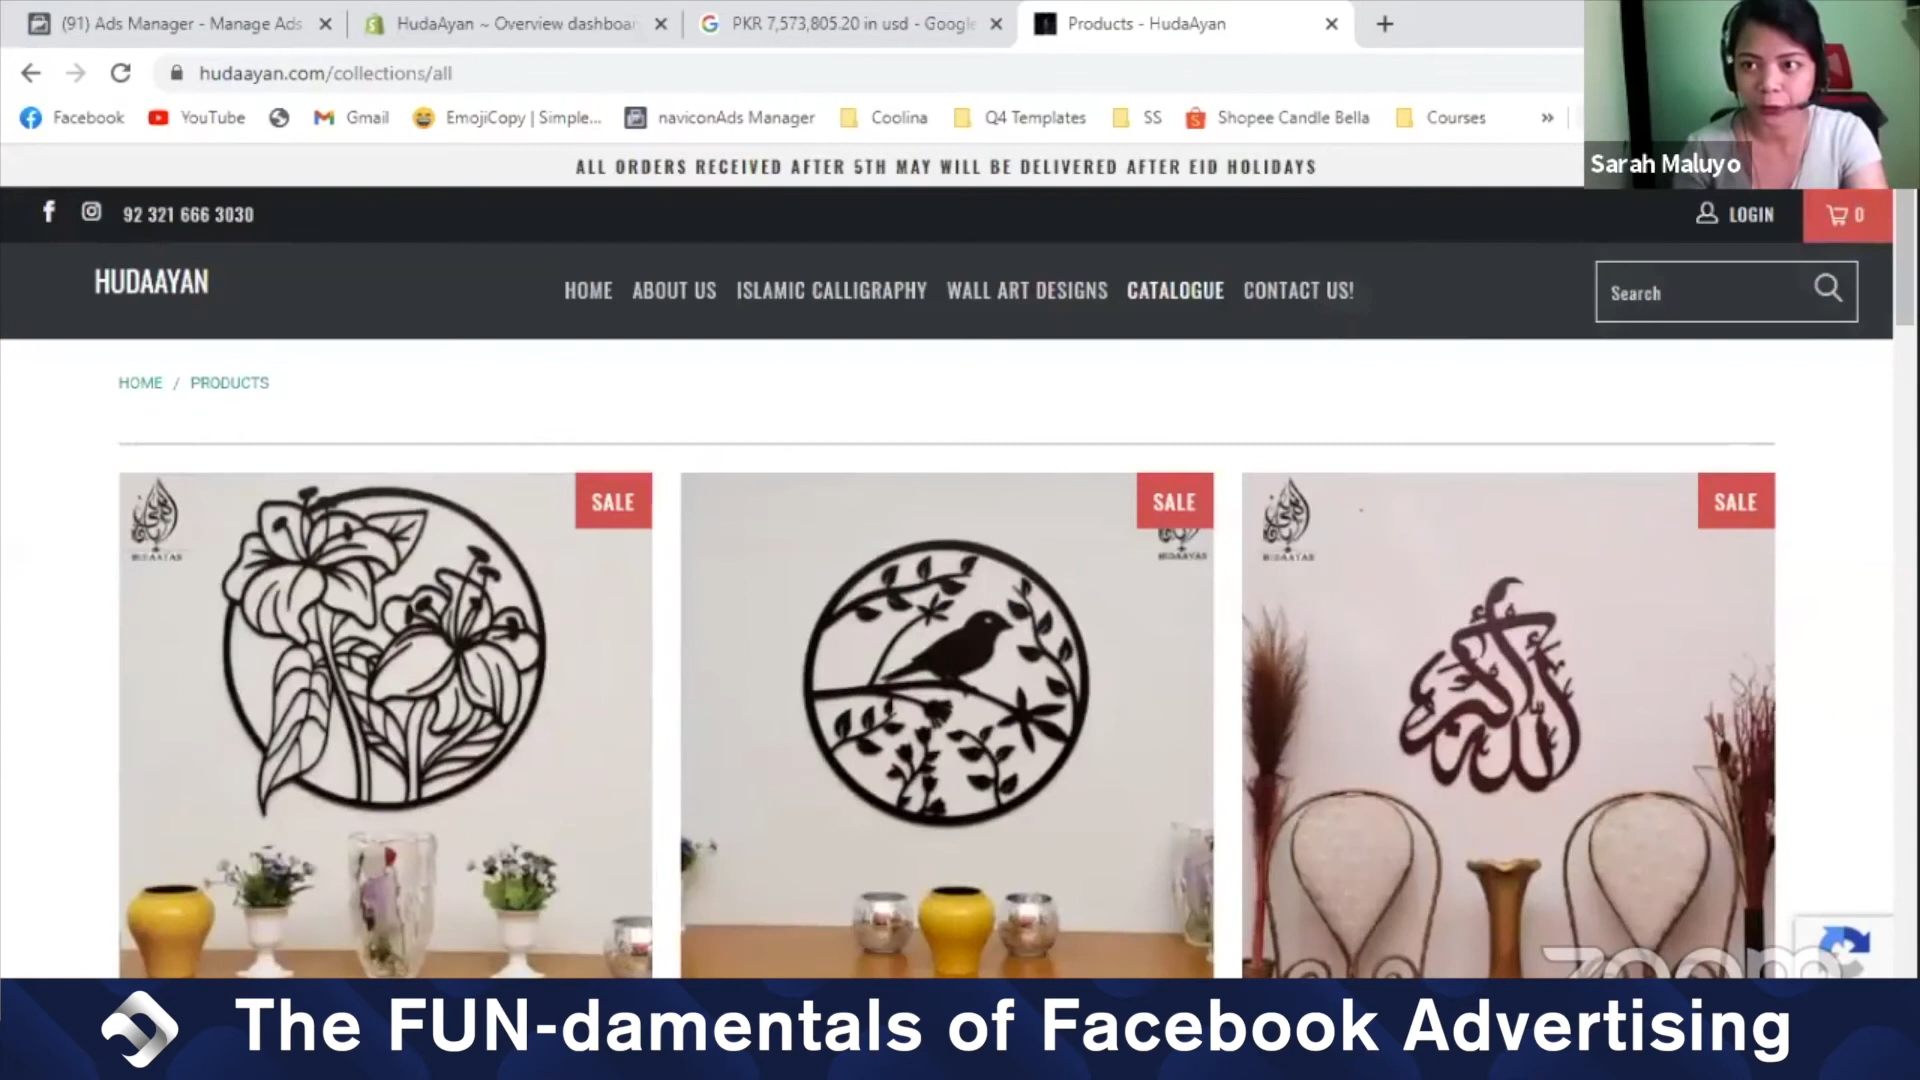 (91) Ads Manager - Manage Ads
HudaAyan ~ Overview dashboar
PKR 7,573,805.20 in usd - Google
Products - HudaAyan
hudaayan.com/collections/all
Facebook
YouTube
Gmail
EmojiCopy | Simple...
naviconAds Manager
Coolina
Q4 Templates
SS
Shopee Candle Bella
Courses
»
Sarah Maluyo
ALL ORDERS RECEIVED AFTER 5TH MAY WILL BE DELIVERED AFTER EID HOLIDAYS
92 321 666 3030
LOGIN
0
HUDAAYAN
HOME
ABOUT US
ISLAMIC CALLIGRAPHY
WALL ART DESIGNS
CATALOGUE
CONTACT US!
Search
HOME / PRODUCTS
SALE
SALE
SALE
HUDAAYAN
HUDAAYAN
HUDAAYAN
zoom
The FUN-damentals of Facebook Advertising